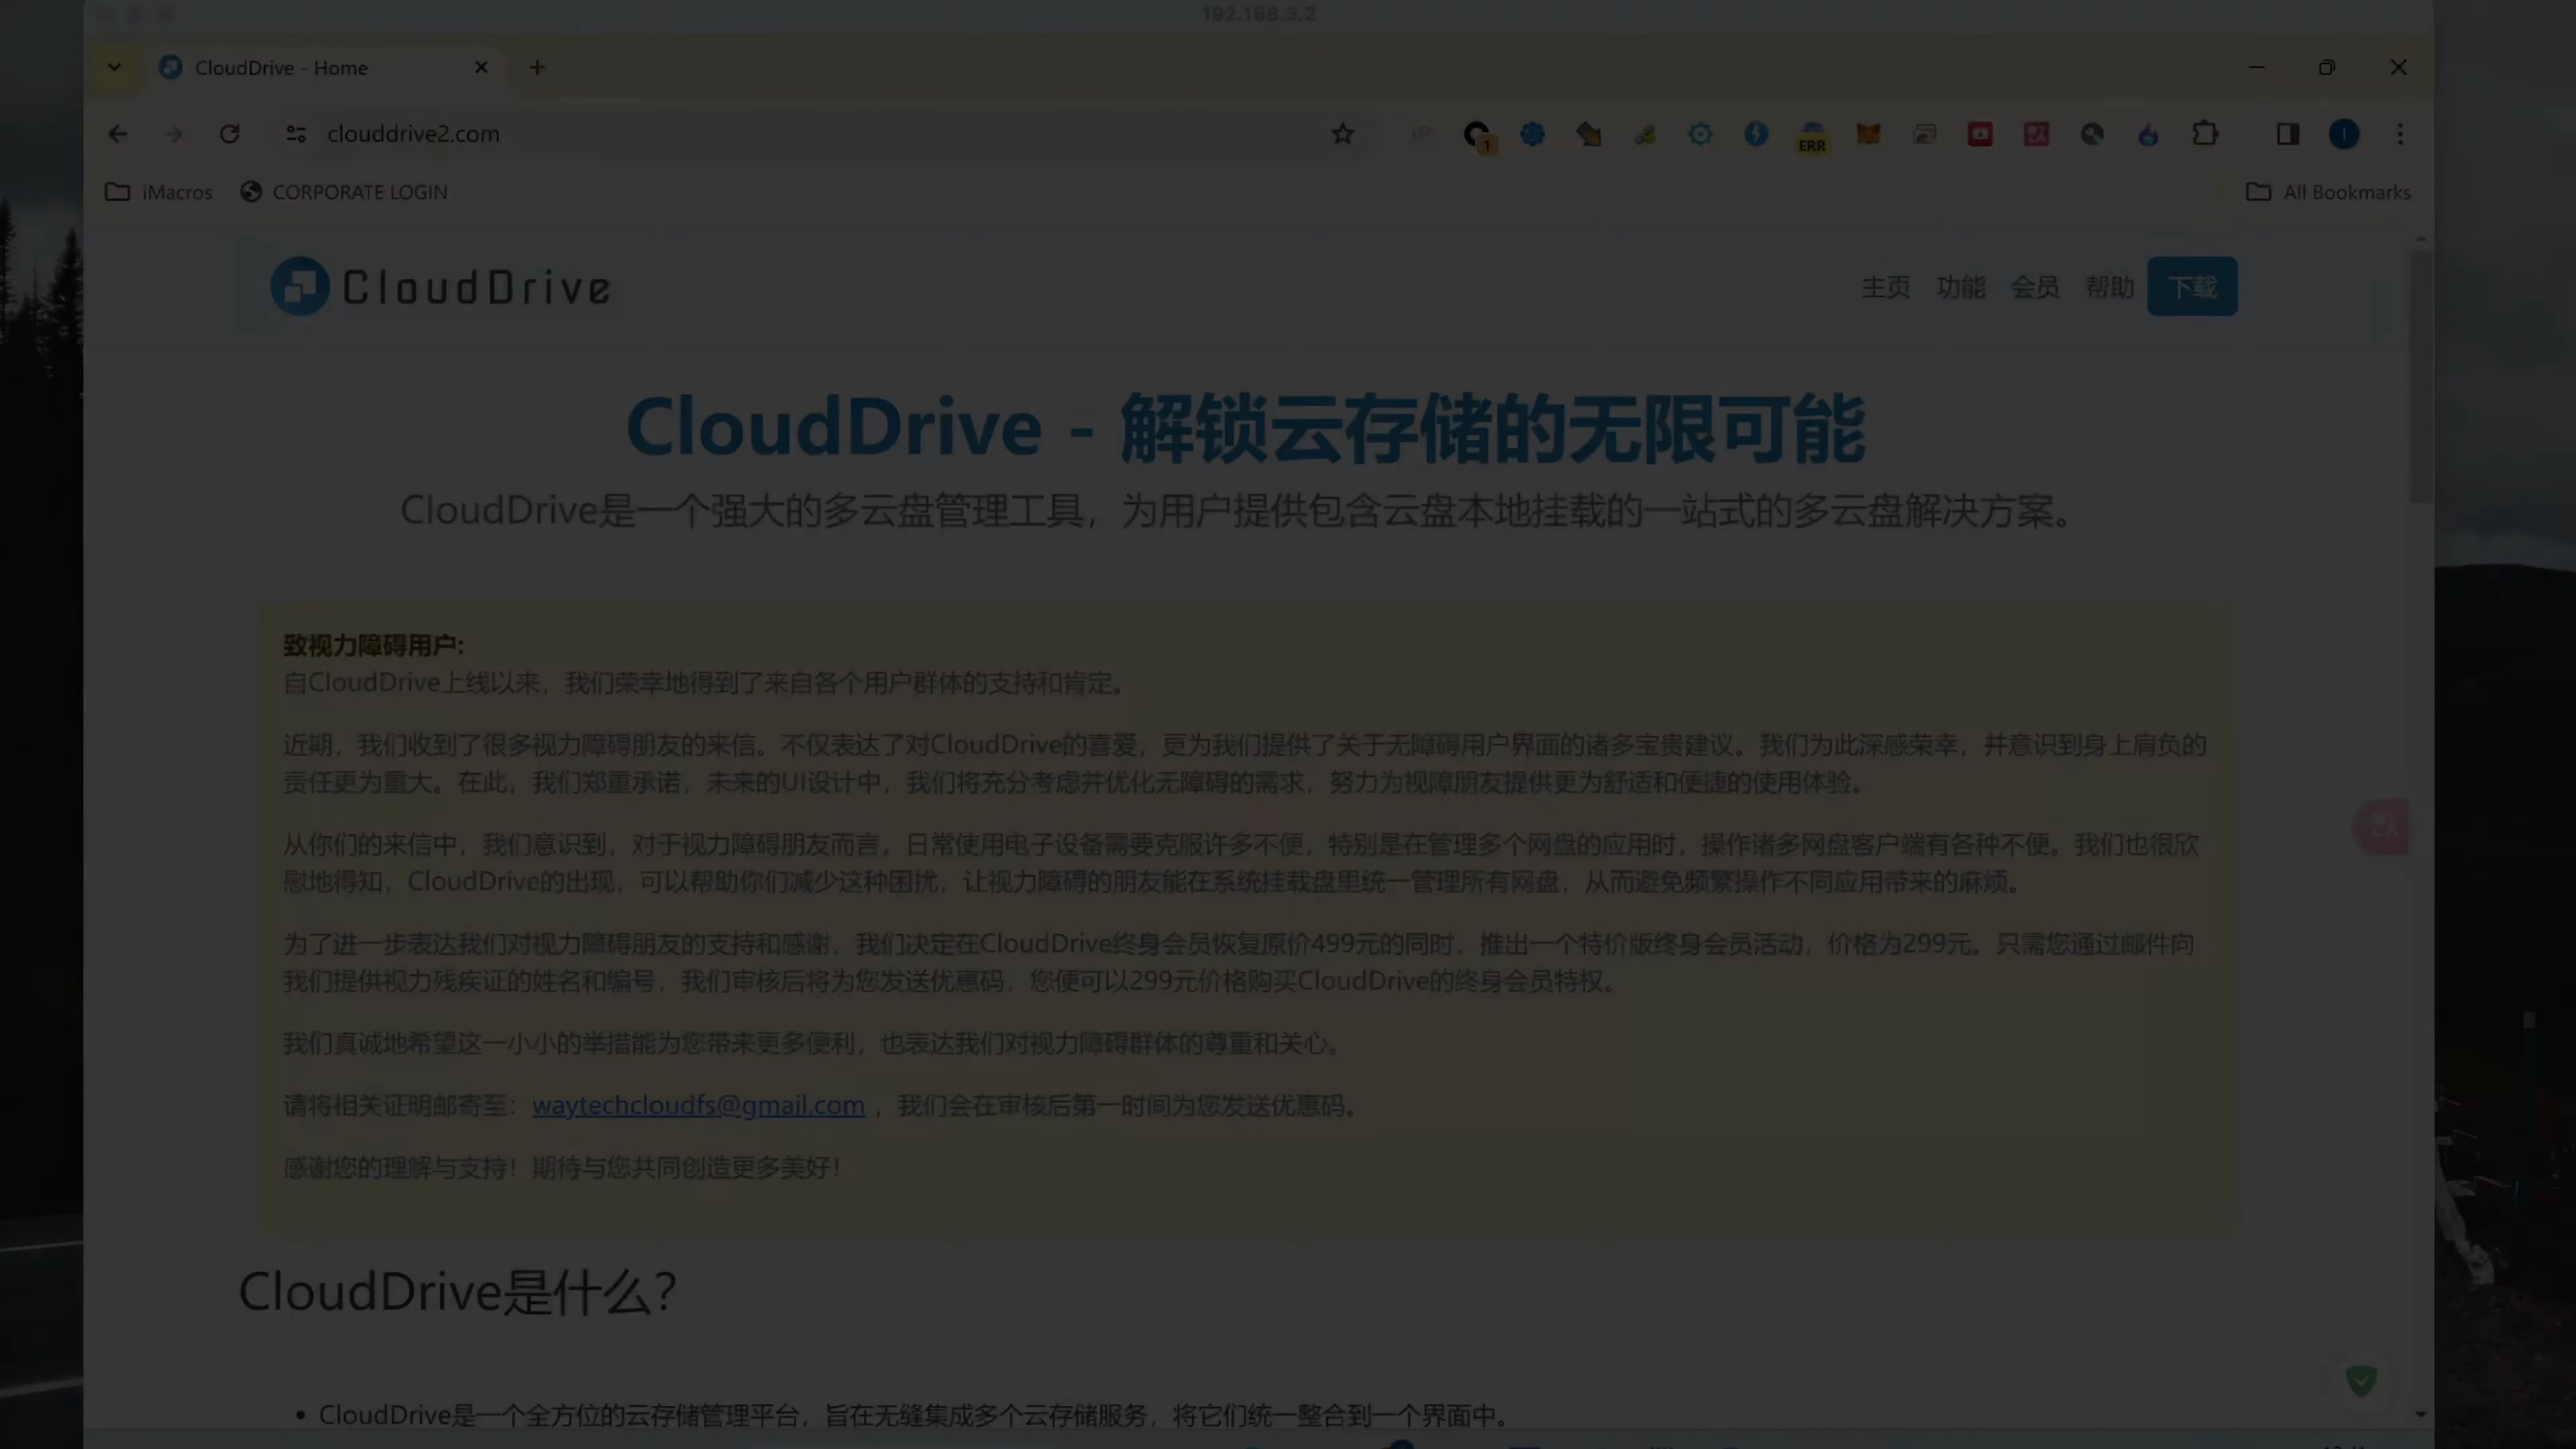 192.168.3.2
CloudDrive - Home
clouddrive2.com
1
ERR
iMacros
CORPORATE LOGIN
All Bookmarks
CloudDrive
主页 功能 会员 帮助 下载
CloudDrive - 解锁云存储的无限可能
CloudDrive是一个强大的多云盘管理工具，为用户提供包含云盘本地挂载的一站式的多云盘解决方案。
致视力障碍用户:
自CloudDrive上线以来，我们荣幸地得到了来自各个用户群体的支持和肯定。
近期，我们收到了很多视力障碍朋友的来信。不仅表达了对CloudDrive的喜爱，更为我们提供了关于无障碍用户界面的诸多宝贵建议。我们为此深感荣幸，并意识到身上肩负的
责任更为重大。在此，我们郑重承诺，未来的UI设计中，我们将充分考虑并优化无障碍的需求，努力为视障朋友提供更为舒适和便捷的使用体验。
从你们的来信中，我们意识到，对于视力障碍朋友而言，日常使用电子设备需要克服许多不便，特别是在管理多个网盘的应用时，操作诸多网盘客户端有各种不便。我们也很欣
慰地得知，CloudDrive的出现，可以帮助你们减少这种困扰，让视力障碍的朋友能在系统挂载盘里统一管理所有网盘，从而避免频繁操作不同应用带来的麻烦。
为了进一步表达我们对视力障碍朋友的支持和感谢，我们决定在CloudDrive终身会员恢复原价499元的同时，推出一个特价版终身会员活动，价格为299元。只需您通过邮件向
我们提供视力残疾证的姓名和编号，我们审核后将为您发送优惠码，您便可以299元价格购买CloudDrive的终身会员特权。
我们真诚地希望这一小小的举措能为您带来更多便利，也表达我们对视力障碍群体的尊重和关心。
请将相关证明邮寄至：waytechcloudfs@gmail.com ，我们会在审核后第一时间为您发送优惠码。
感谢您的理解与支持！期待与您共同创造更多美好！
CloudDrive是什么？
• CloudDrive是一个全方位的云存储管理平台，旨在无缝集成多个云存储服务，将它们统一整合到一个界面中。